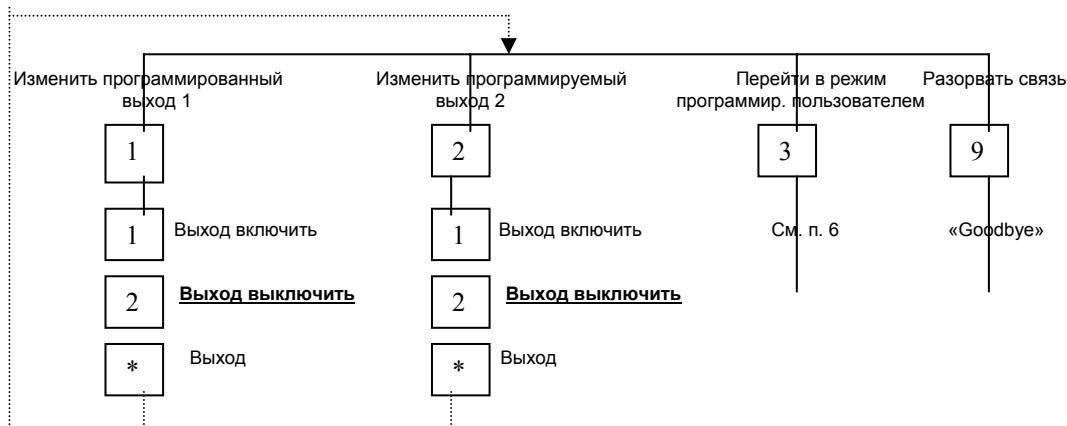 Изменить программированный
выход 1
Изменить программируемый
выход 2
Перейти в режим
программир. пользователем
Разорвать связь
1
2
3
9
1 Выход включить
1 Выход включить
См. п. 6
«Goodbye»
2 Выход выключить
2 Выход выключить
* Выход
* Выход